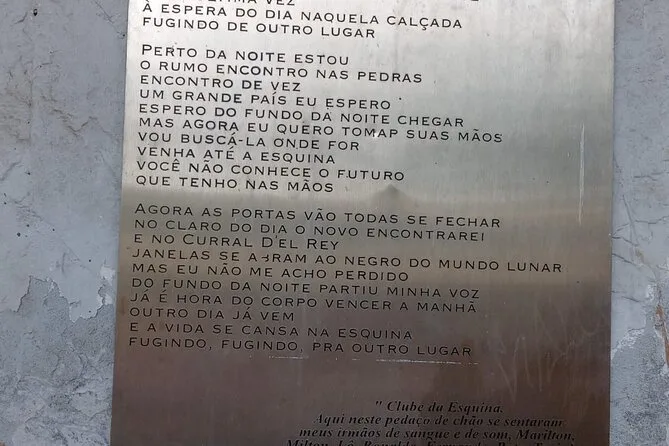 VEZ
À ESPERA DO DIA NAQUELA CALÇADA
FUGINDO DE OUTRO LUGAR
PERTO DA NOITE ESTOU
O RUMO ENCONTRO NAS PEDRAS
ENCONTRO DE VEZ
UM GRANDE PAÍS EU ESPERO
ESPERO DO FUNDO DA NOITE CHEGAR
MAS AGORA EU QUERO TOMAP SUAS MÃOS
VOU BUSCÁ-LA ONDE FOR
VENHA ATÉ A ESQUINA
VOCÊ NÃO CONHECE O FUTURO
QUE TENHO NAS MÃOS
AGORA AS PORTAS VÃO TODAS SE FECHAR
NO CLARO DO DIA O NOVO ENCONTRAREI
E NO CURRAL D'EL REY
JANELAS SE ABRAM AO NEGRO DO MUNDO LUNAR
MAS EU NÃO ME ACHO PERDIDO
DO FUNDO DA NOITE PARTIU MINHA VOZ
JÁ É HORA DO CORPO VENCER A MANHÃ
OUTRO DIA JÁ VEM
E A VIDA SE CANSA NA ESQUINA
FUGINDO, FUGINDO, PRA OUTRO LUGAR
" Clube da Esquina.
Aqui neste pedaço de chão se sentaram
meus irmãos de sangue e de som, Marilton,
Milton, Lô, Ronaldo,